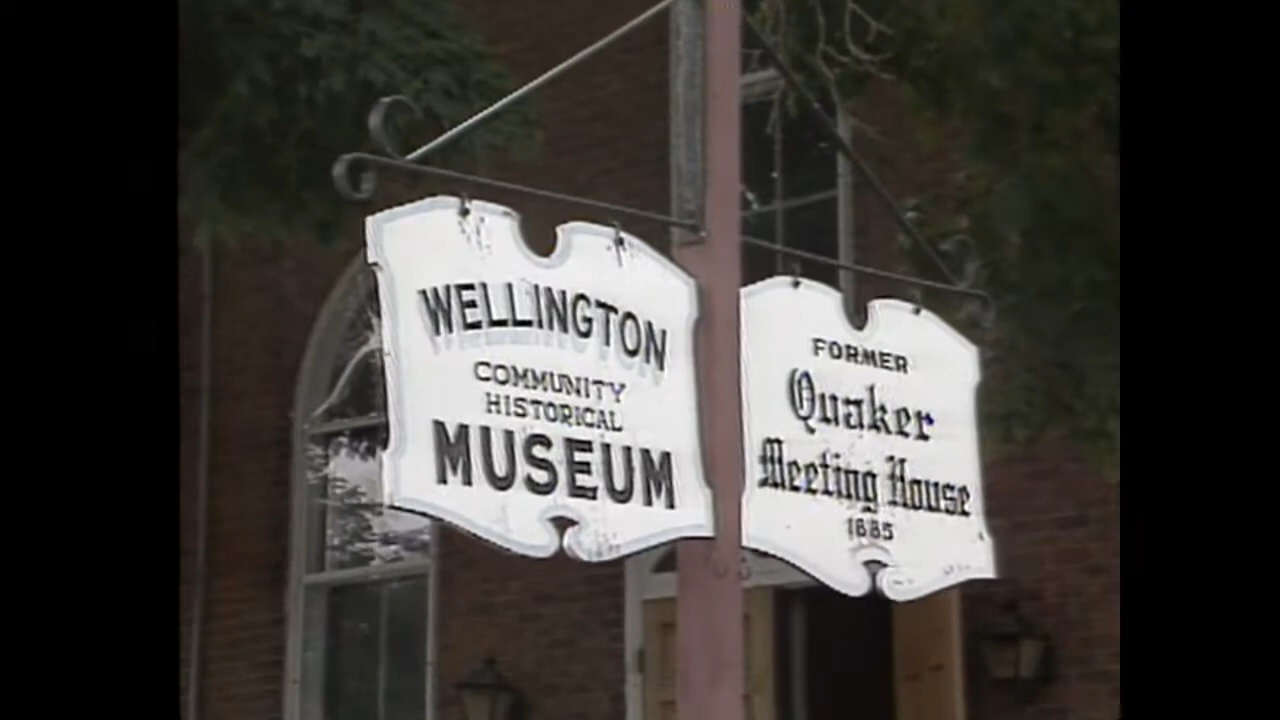 WELLINGTON
COMMUNITY
HISTORICAL
MUSEUM
FORMER
Quaker
Meeting House
1885